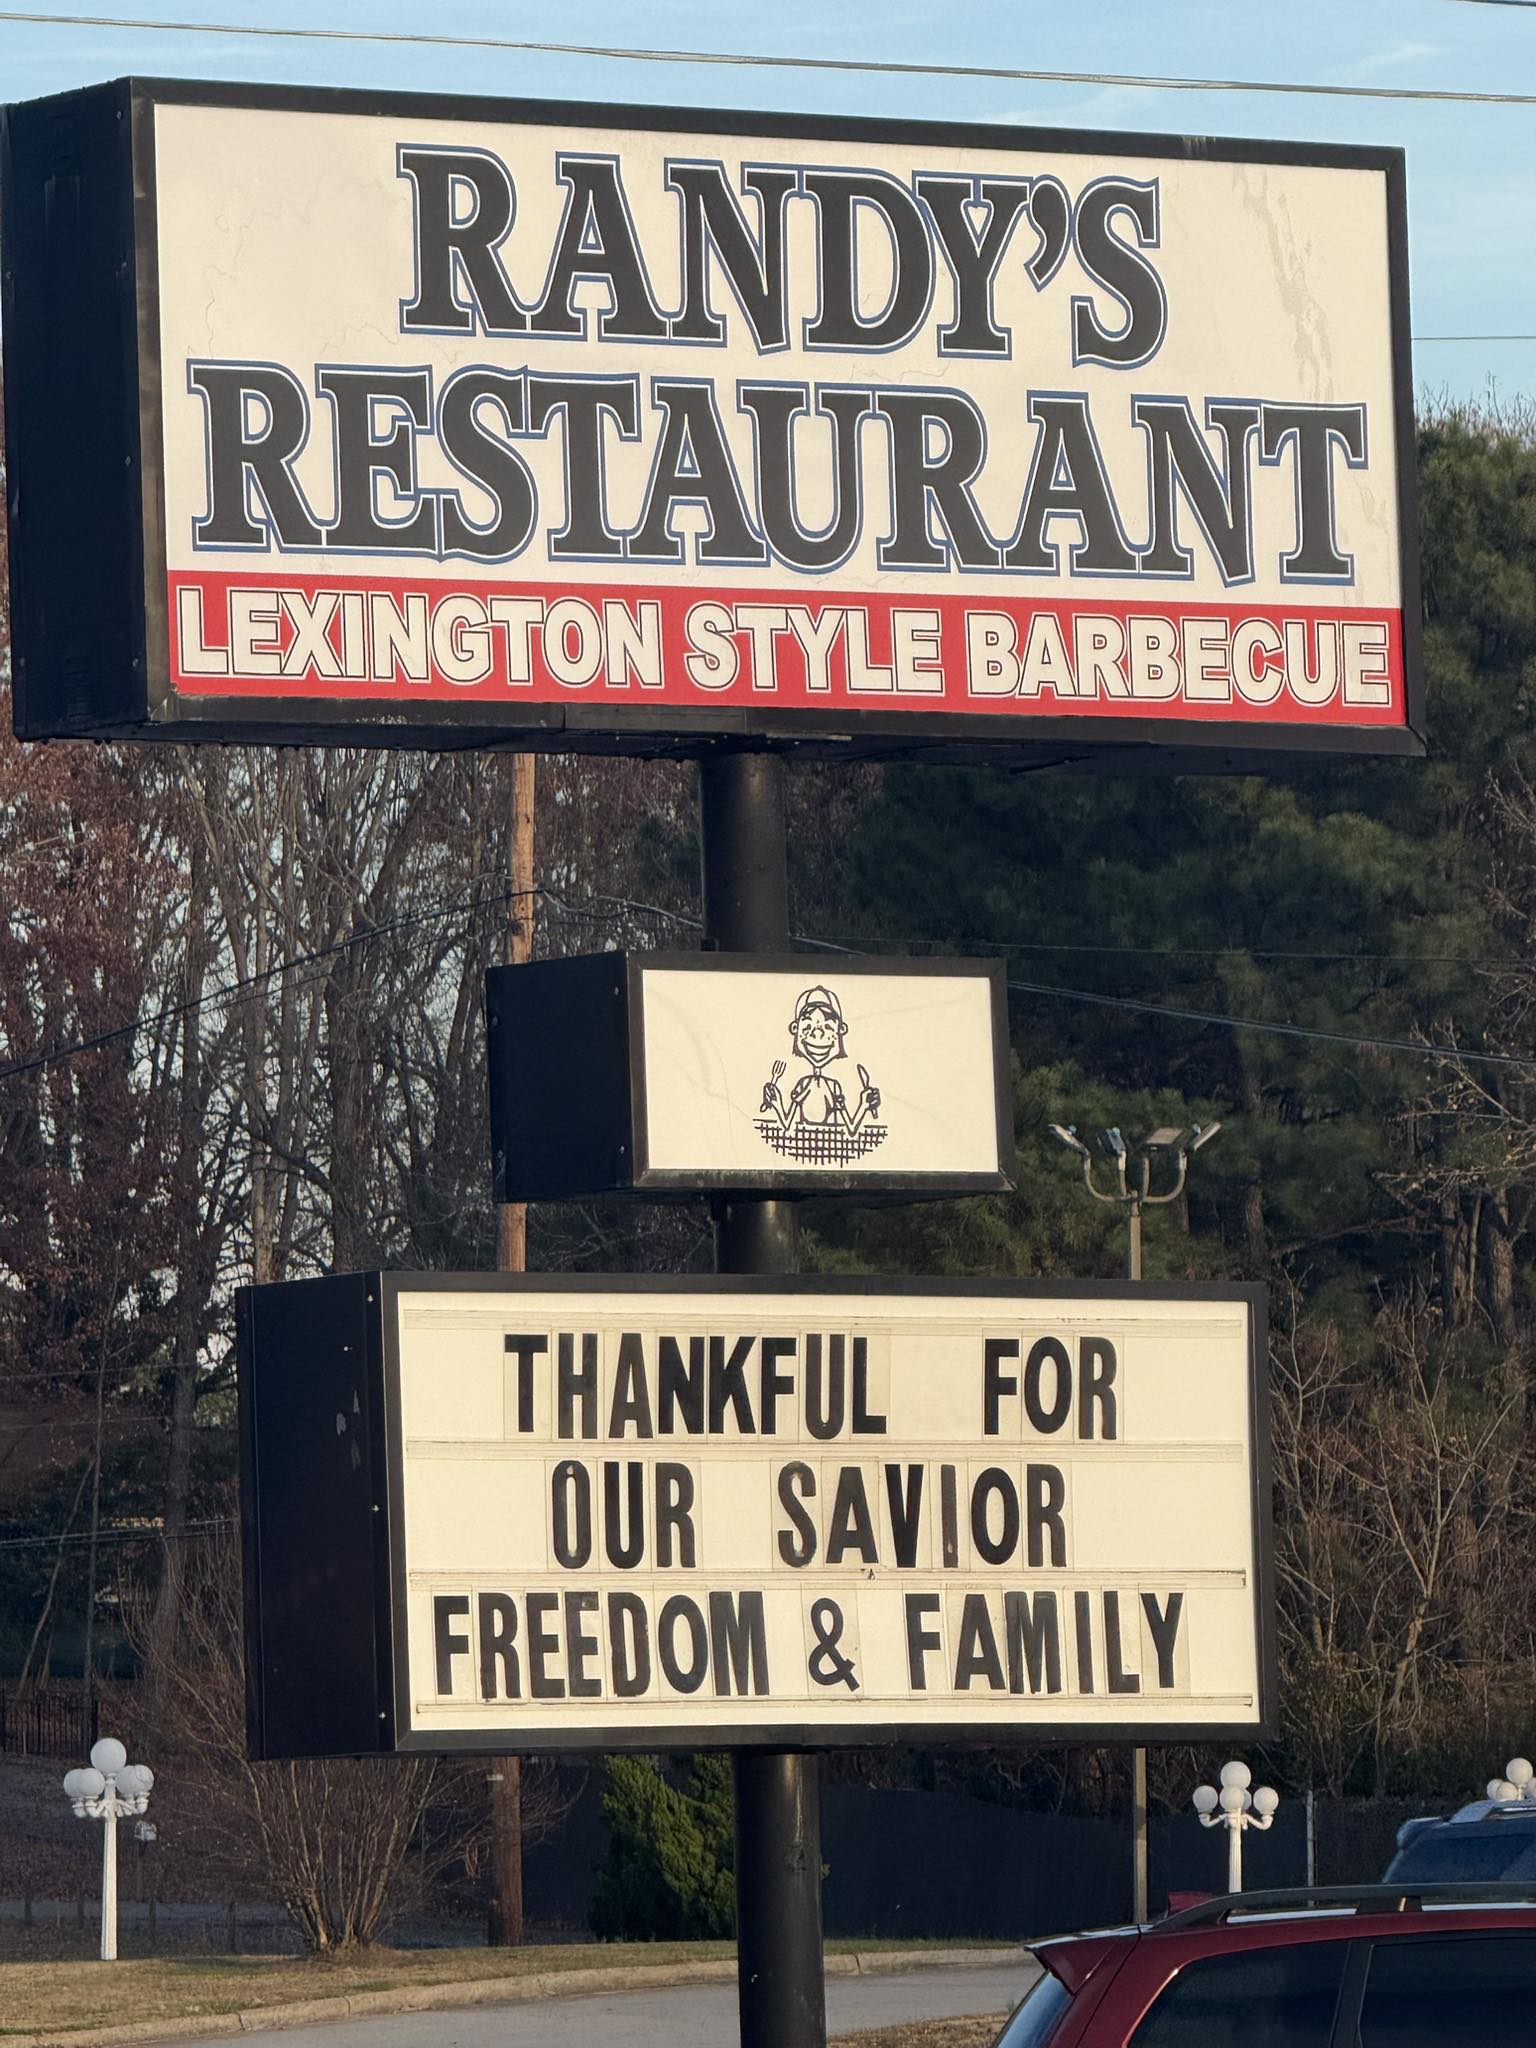 RANDY'S
RESTAURANT
LEXINGTON STYLE BARBECUE
THANKFUL FOR
OUR SAVIOR
FREEDOM & FAMILY